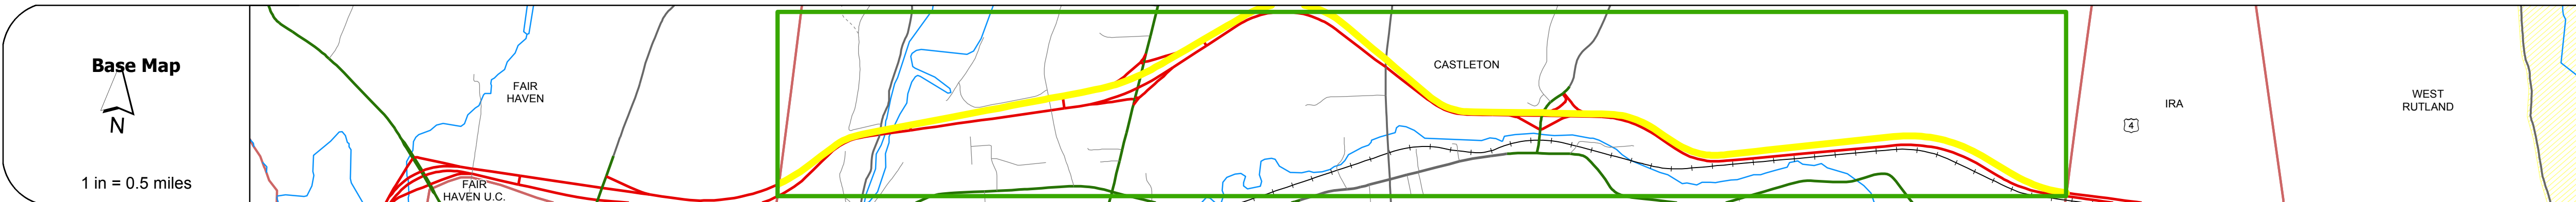 Base Map
N
1 in = 0.5 miles
FAIR
HAVEN
FAIR
HAVEN U.C.
CASTLETON
IRA
4
WEST
RUTLAND